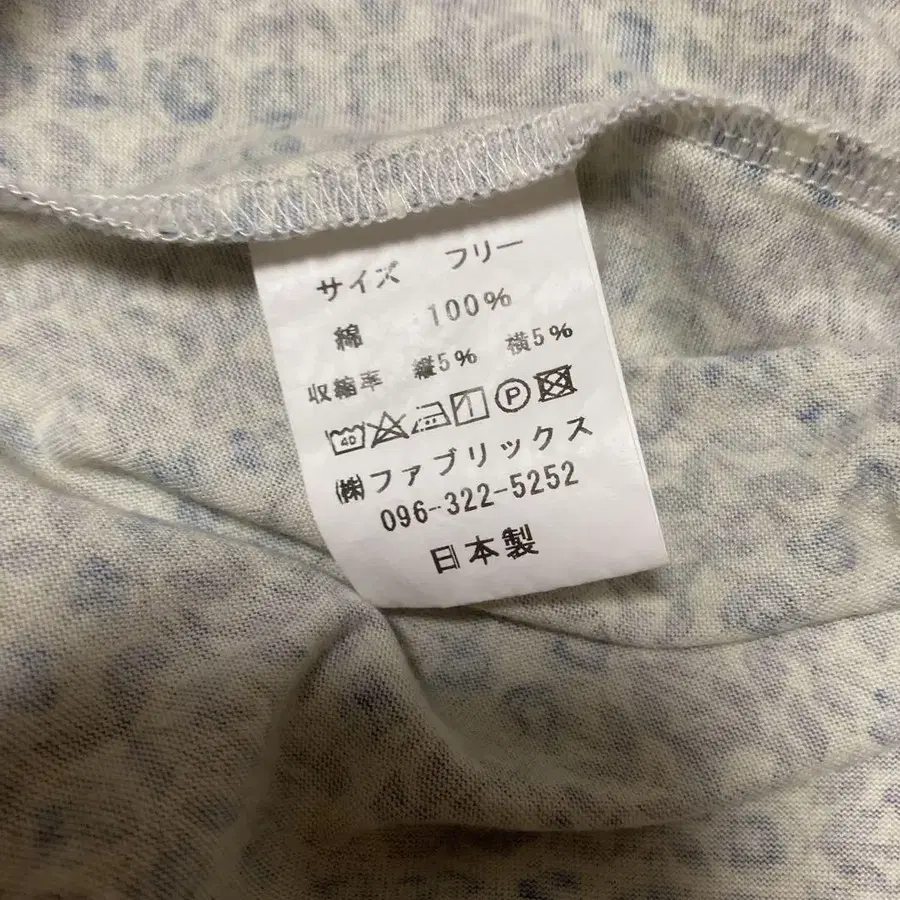 サイズ フリー
綿 100%
収縮率 縦5% 横5%
40 P
㈱ファブリックス
096-322-5252
日本製